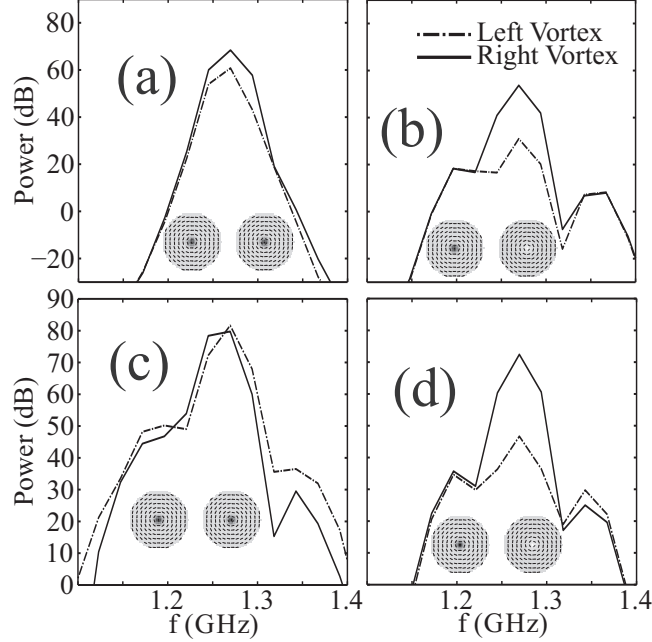 80
60
40
20
0
−20
Power (dB)
(a)
Left Vortex
Right Vortex
(b)
90
80
70
60
50
40
30
20
10
0
Power (dB)
(c)
(d)
1.2 1.3 1.4
f (GHz)
1.2 1.3 1.4
f (GHz)